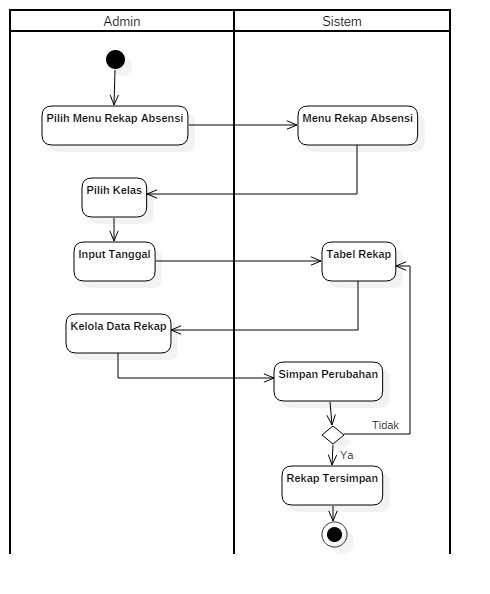 Admin
Sistem
Pilih Menu Rekap Absensi
Menu Rekap Absensi
Pilih Kelas
Input Tanggal
Tabel Rekap
Kelola Data Rekap
Simpan Perubahan
Tidak
Ya
Rekap Tersimpan